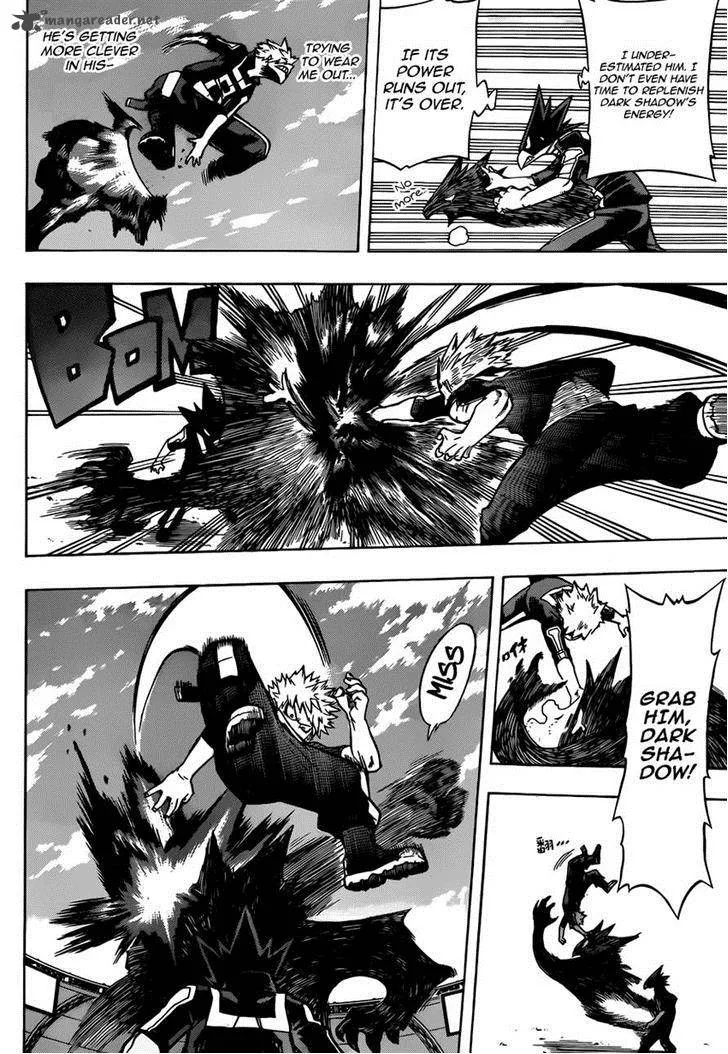 mangareader.net
I UNDER-
ESTIMATED HIM. I
DON'T EVEN HAVE
TIME TO REPLENISH
DARK SHADOW'S
ENERGY!
IF ITS
POWER
RUNS OUT,
IT'S OVER.
No
more.
TRYING
TO WEAR
ME OUT...
HE'S GETTING
MORE CLEVER
IN HIS-
BOM
GRAB
HIM,
DARK
SHA-
DOW!
MISS